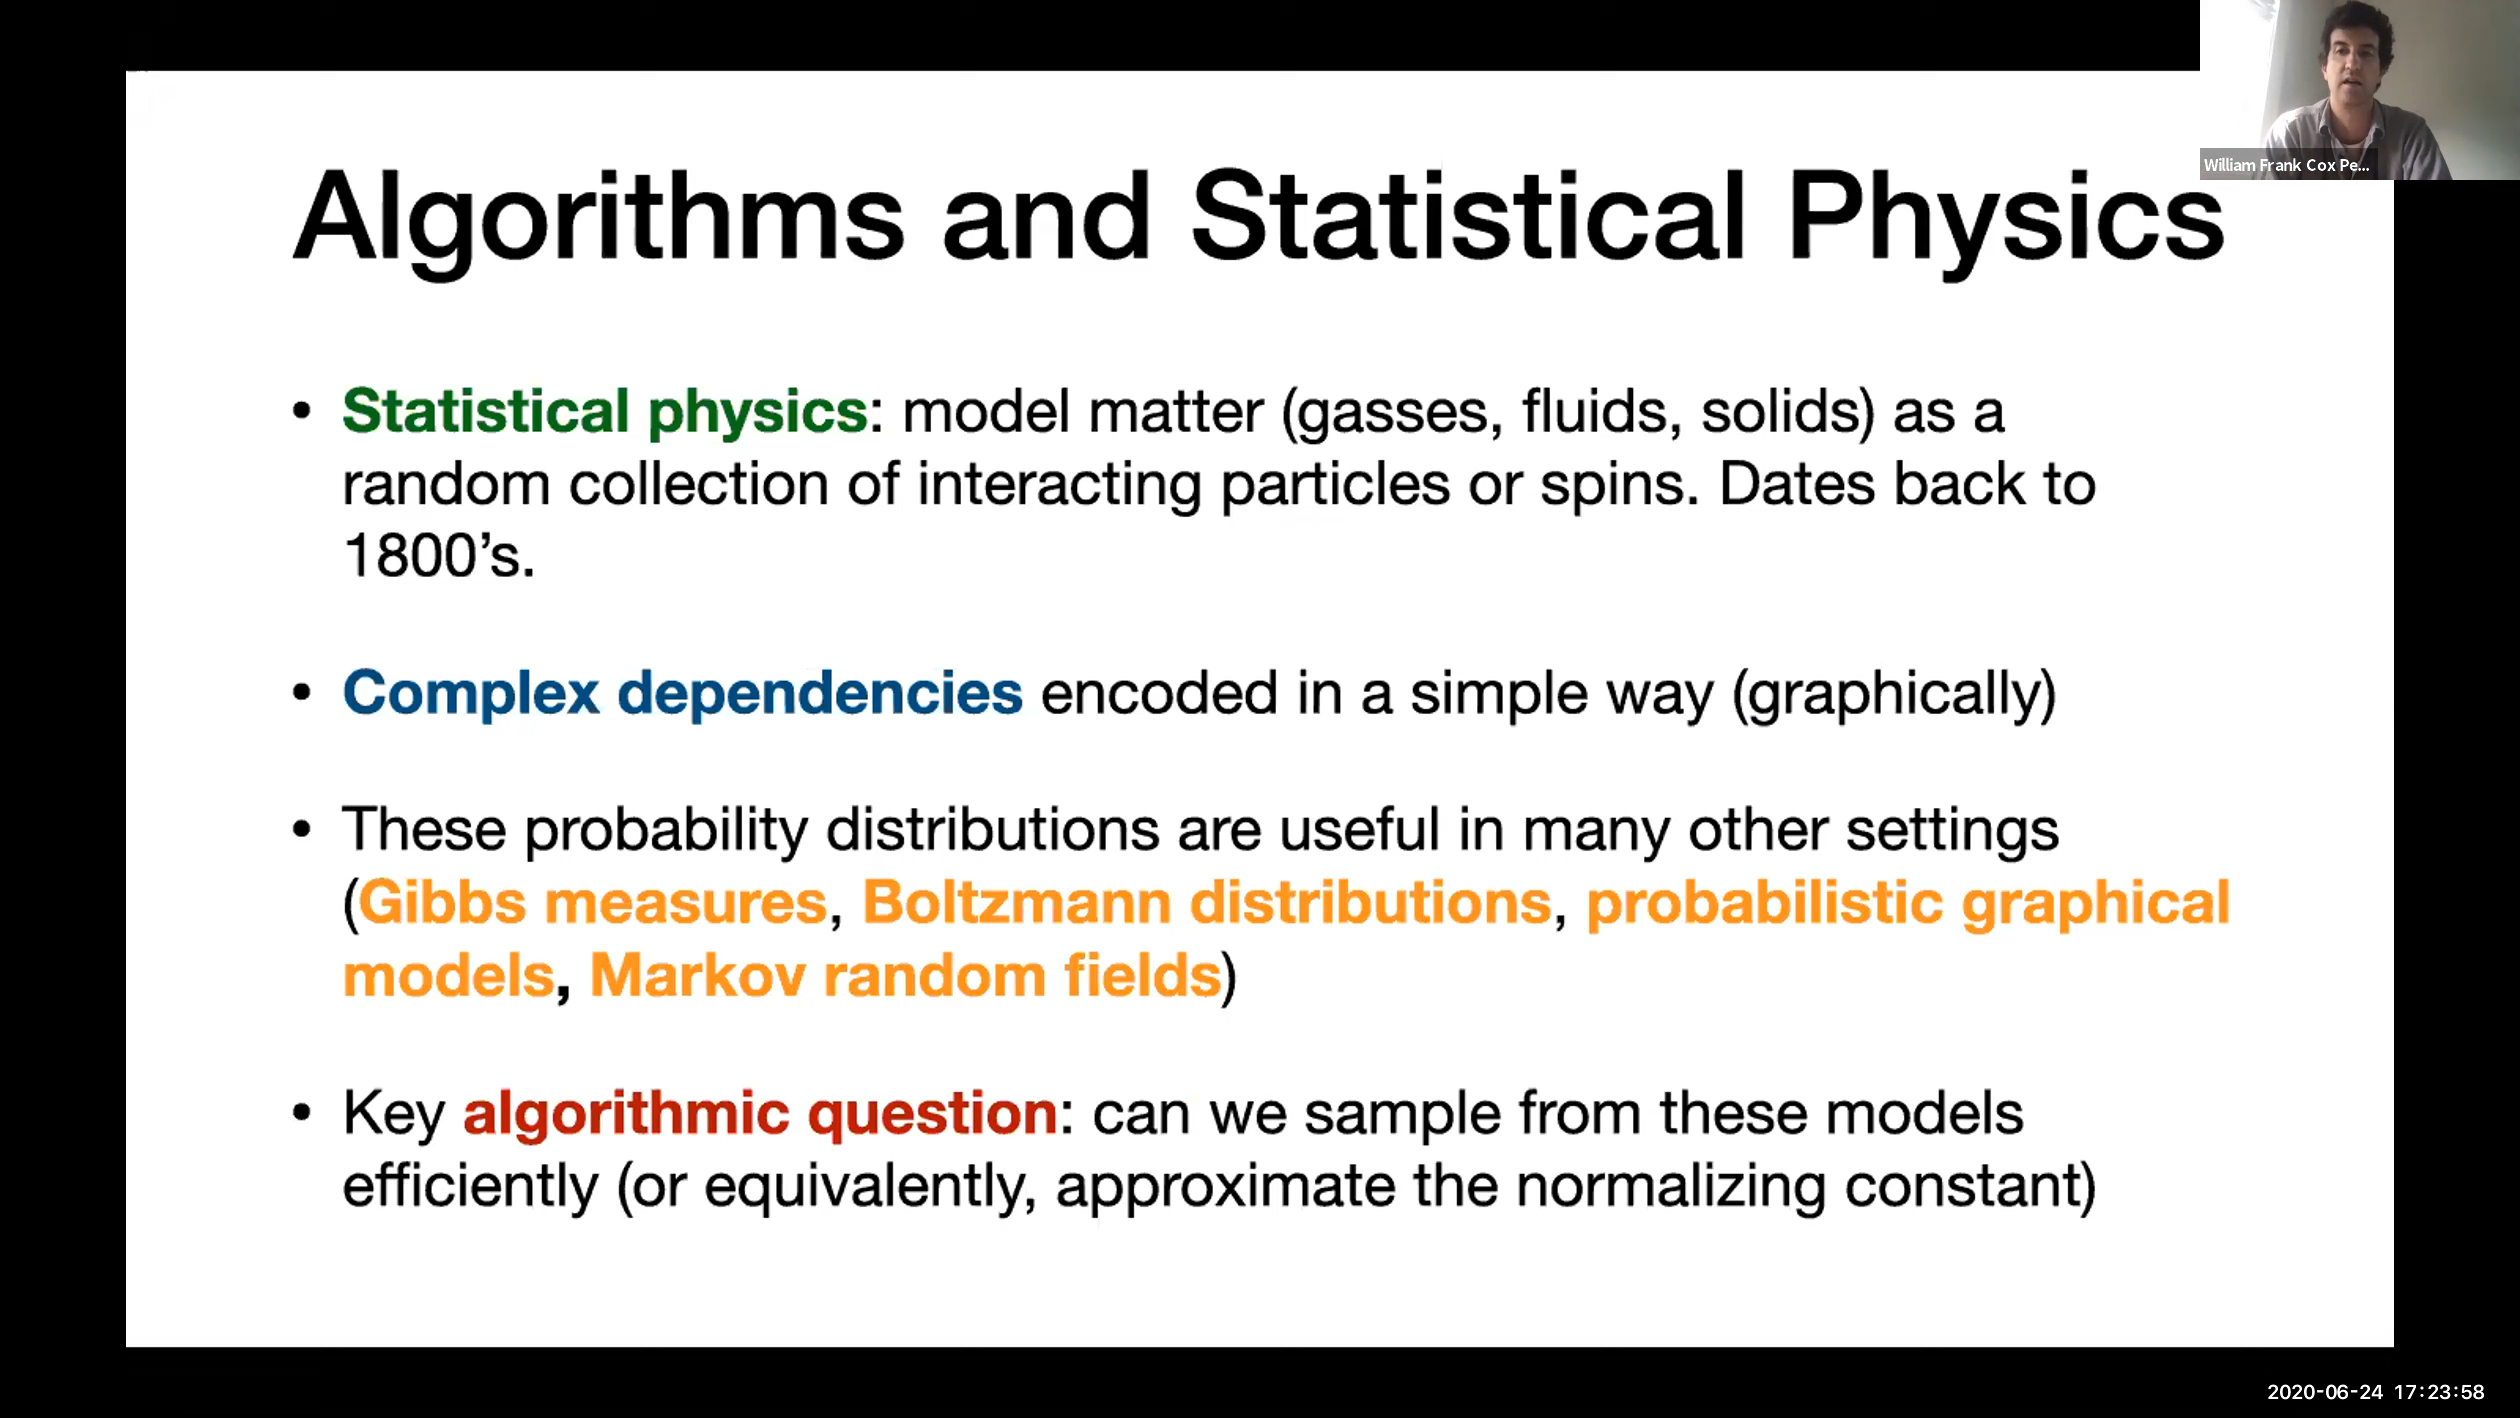 William Frank Cox Pe...
Algorithms and Statistical Physics
• Statistical physics: model matter (gasses, fluids, solids) as a
random collection of interacting particles or spins. Dates back to
1800’s.
• Complex dependencies encoded in a simple way (graphically)
• These probability distributions are useful in many other settings
(Gibbs measures, Boltzmann distributions, probabilistic graphical
models, Markov random fields)
• Key algorithmic question: can we sample from these models
efficiently (or equivalently, approximate the normalizing constant)
2020-06-24 17:23:58